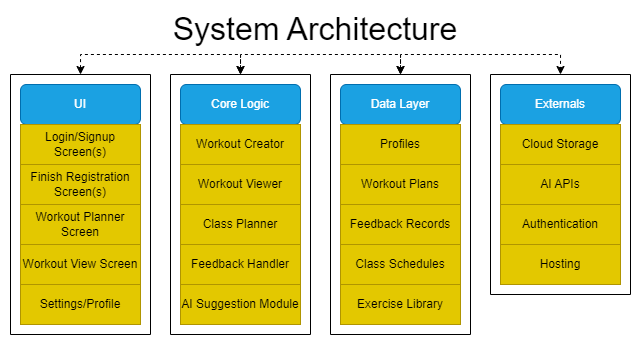 System Architecture
UI
Login/Signup
Screen(s)
Finish Registration
Screen(s)
Workout Planner
Screen
Workout View Screen
Settings/Profile
Core Logic
Workout Creator
Workout Viewer
Class Planner
Feedback Handler
AI Suggestion Module
Data Layer
Profiles
Workout Plans
Feedback Records
Class Schedules
Exercise Library
Externals
Cloud Storage
AI APIs
Authentication
Hosting